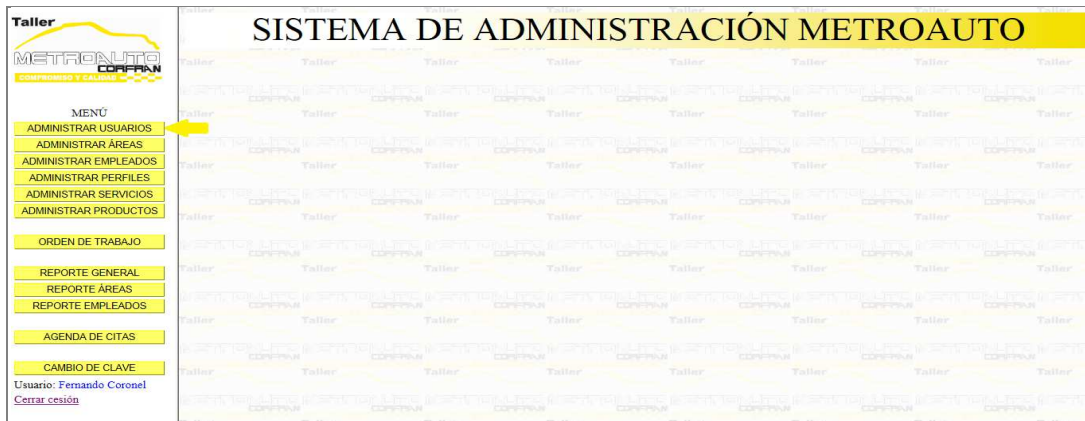 Taller
METROAUTO
CORFRAN
COMPROMISO Y CALIDAD
SISTEMA DE ADMINISTRACIÓN METROAUTO
MENÚ
ADMINISTRAR USUARIOS
ADMINISTRAR ÁREAS
ADMINISTRAR EMPLEADOS
ADMINISTRAR PERFILES
ADMINISTRAR SERVICIOS
ADMINISTRAR PRODUCTOS
ORDEN DE TRABAJO
REPORTE GENERAL
REPORTE ÁREAS
REPORTE EMPLEADOS
AGENDA DE CITAS
CAMBIO DE CLAVE
Usuario: Fernando Coronel
Cerrar cesión